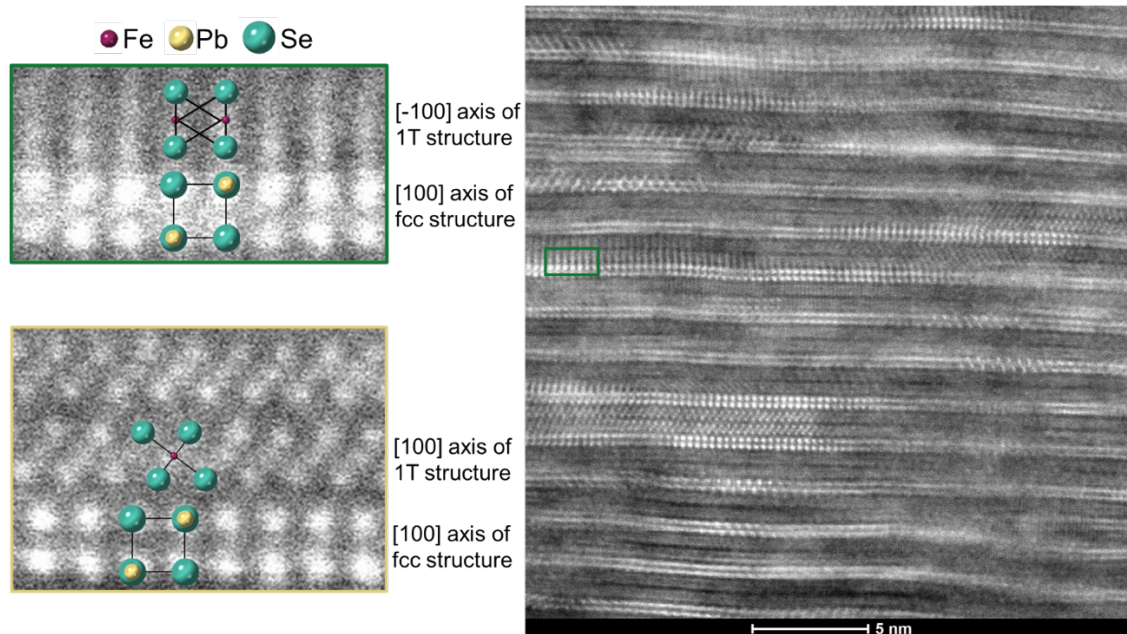 Fe Pb Se
[-100] axis of
1T structure
[100] axis of
fcc structure
[100] axis of
1T structure
[100] axis of
fcc structure
5 nm